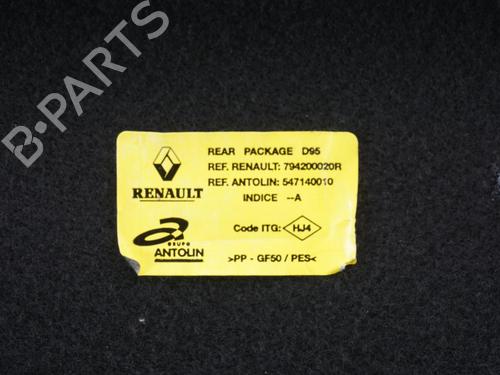 REAR PACKAGE D95
REF. RENAULT: 794200020R
REF. ANTOLIN: 547140010
INDICE --A
RENAULT
Code ITG: HJ4
GRUPO
ANTOLIN
>PP - GF50 / PES<
B-PARTS